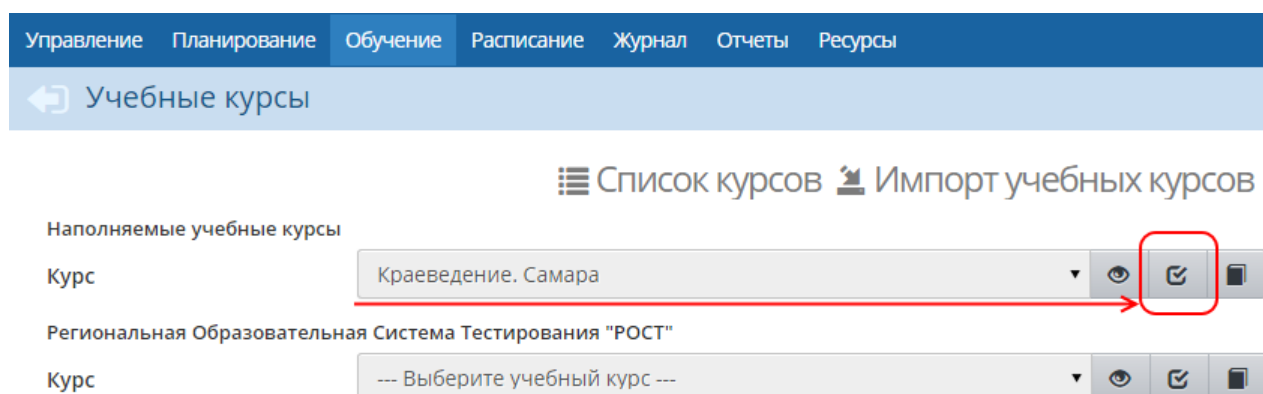 Управление Планирование Обучение Расписание Журнал Отчеты Ресурсы
Учебные курсы
Список курсов Импорт учебных курсов
Наполняемые учебные курсы
Курс Краеведение. Самара
Региональная Образовательная Система Тестирования "РОСТ"
Курс --- Выберите учебный курс ---